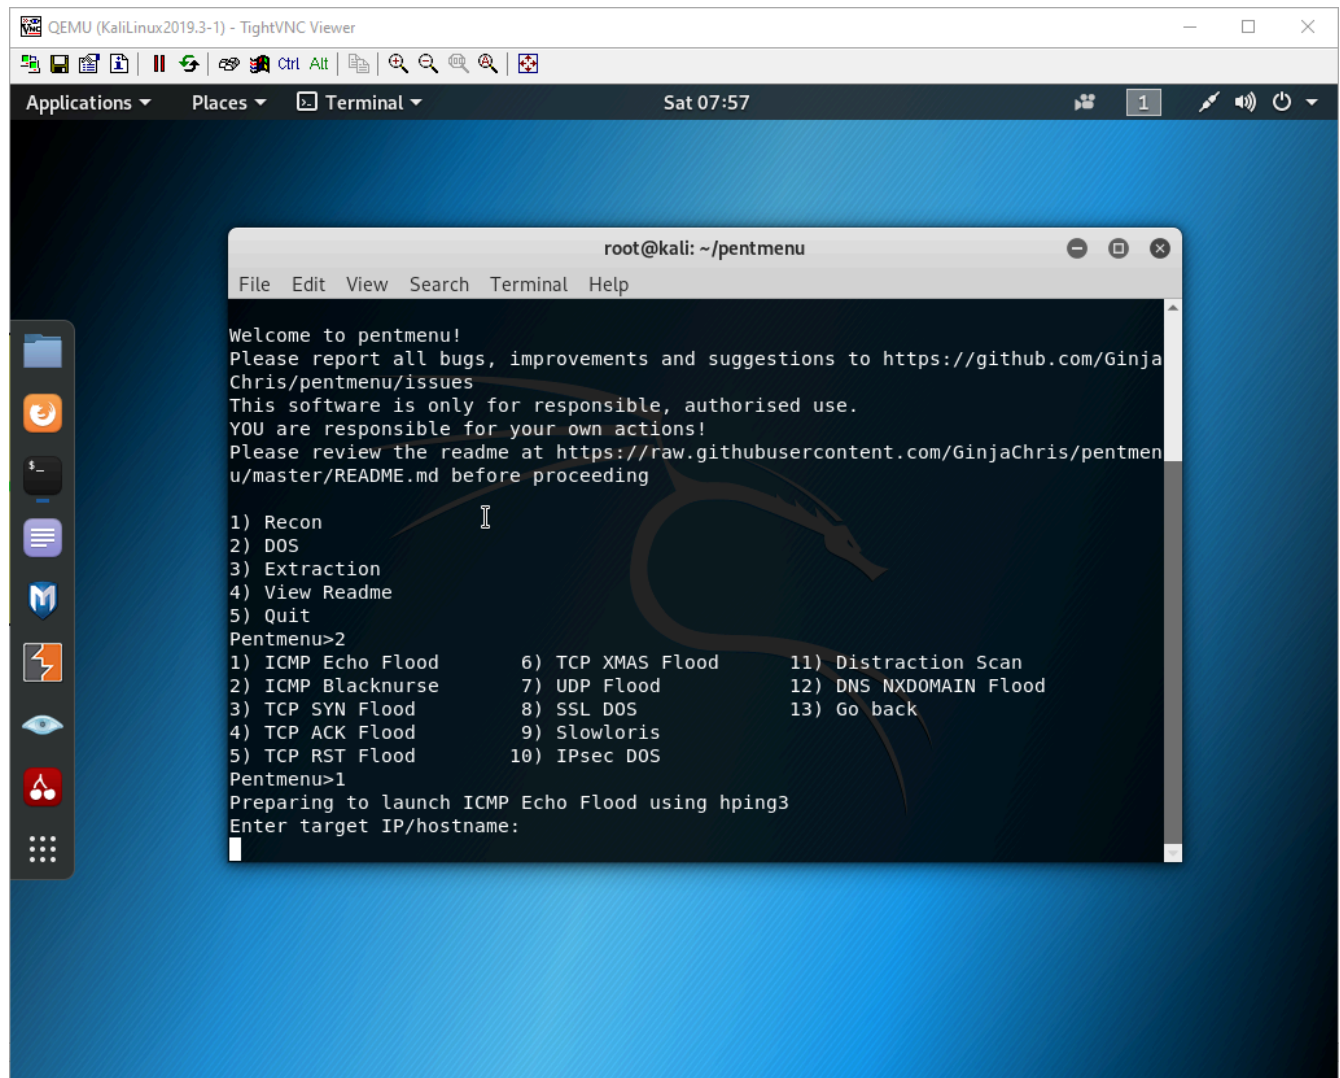 QEMU (KaliLinux2019.3-1) - TightVNC Viewer
Ctrl Alt
Applications Places Terminal Sat 07:57 1
root@kali: ~/pentmenu
File Edit View Search Terminal Help
Welcome to pentmenu!
Please report all bugs, improvements and suggestions to https://github.com/Ginja
Chris/pentmenu/issues
This software is only for responsible, authorised use.
YOU are responsible for your own actions!
Please review the readme at https://raw.githubusercontent.com/GinjaChris/pentmen
u/master/README.md before proceeding
1) Recon
2) DOS
3) Extraction
4) View Readme
5) Quit
Pentmenu>2
1) ICMP Echo Flood 6) TCP XMAS Flood 11) Distraction Scan
2) ICMP Blacknurse 7) UDP Flood 12) DNS NXDOMAIN Flood
3) TCP SYN Flood 8) SSL DOS 13) Go back
4) TCP ACK Flood 9) Slowloris
5) TCP RST Flood 10) IPsec DOS
Pentmenu>1
Preparing to launch ICMP Echo Flood using hping3
Enter target IP/hostname: